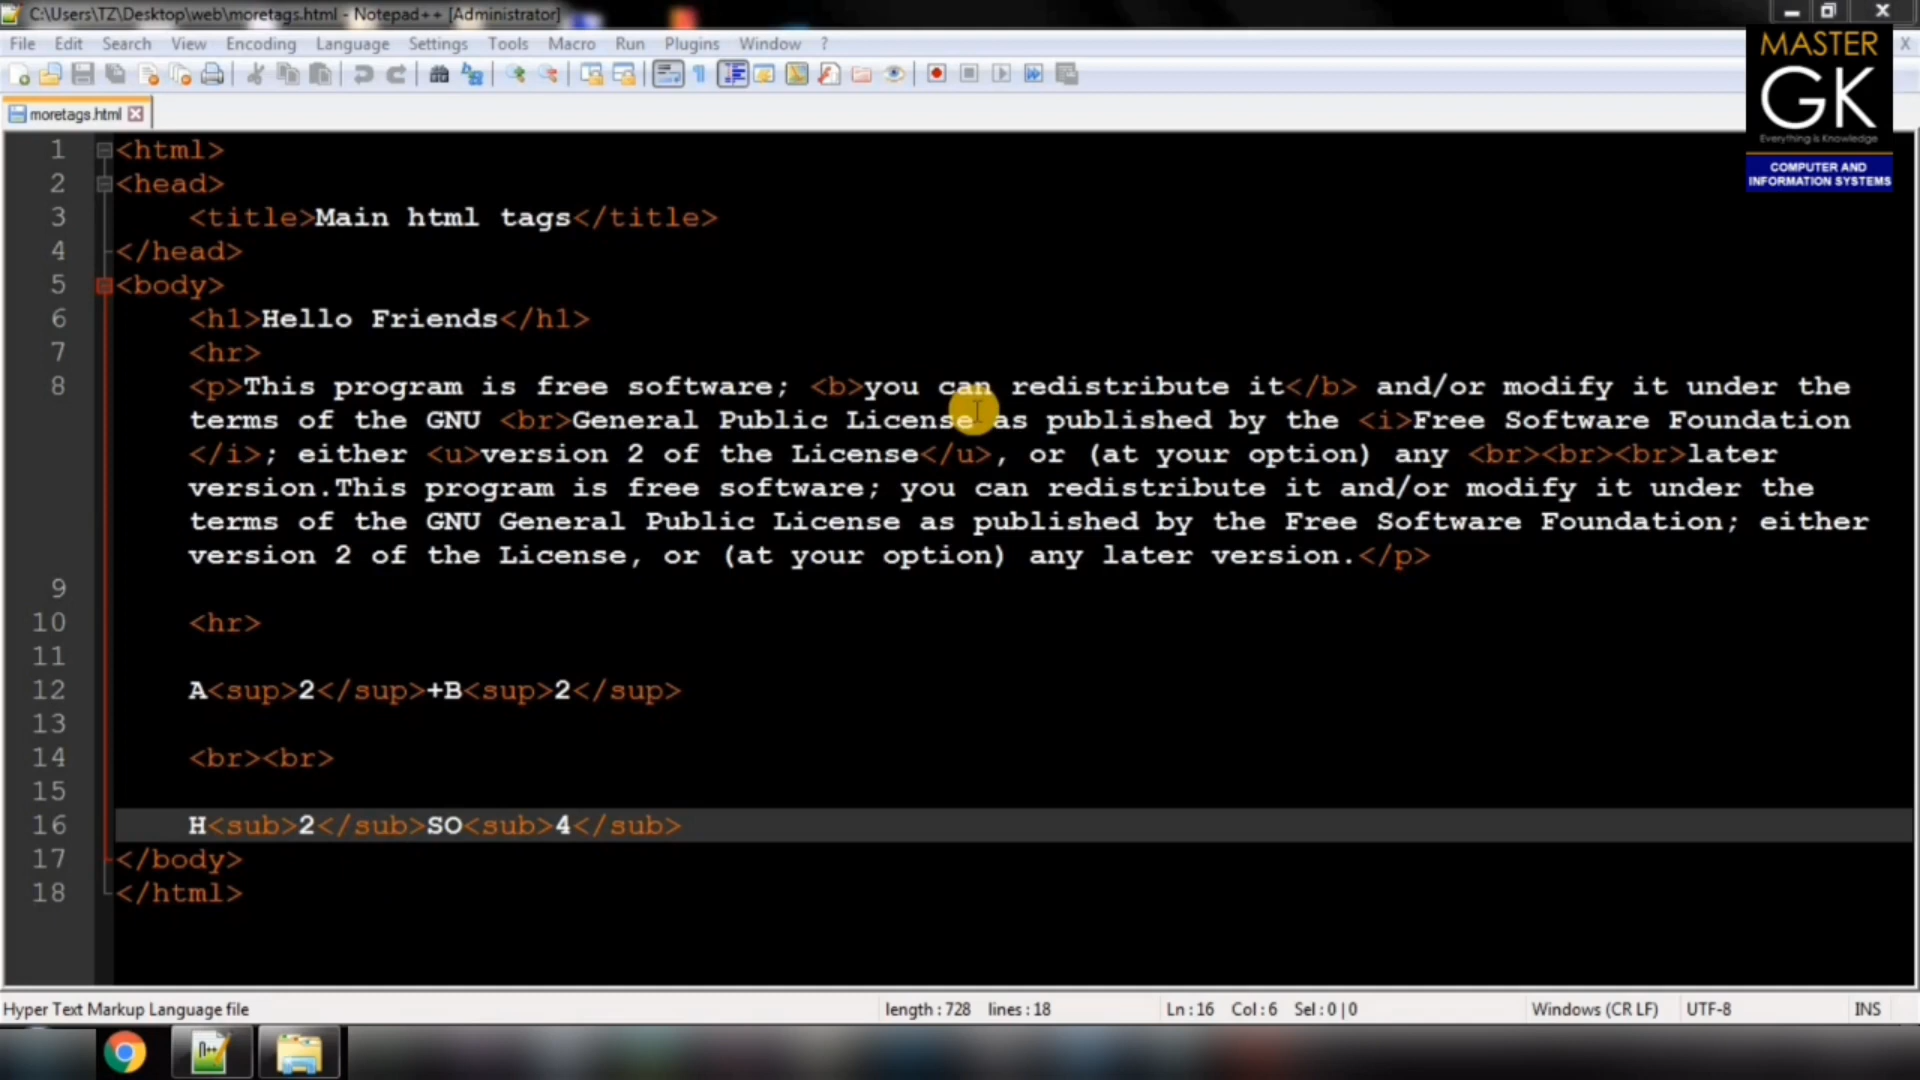 C:\Users\TZ\Desktop\web\moretags.html - Notepad++ [Administrator]
File Edit Search View Encoding Language Settings Tools Macro Run Plugins Window ?
MASTER
GK
Everything is Knowledge
COMPUTER AND
INFORMATION SYSTEMS
moretags.html
1 <html>
2 <head>
3 <title>Main html tags</title>
4 </head>
5 <body>
6 <h1>Hello Friends</h1>
7 <hr>
8 <p>This program is free software; <b>you can redistribute it</b> and/or modify it under the
terms of the GNU <br>General Public License as published by the <i>Free Software Foundation
</i>; either <u>version 2 of the License</u>, or (at your option) any <br><br><br>later
version.This program is free software; you can redistribute it and/or modify it under the
terms of the GNU General Public License as published by the Free Software Foundation; either
version 2 of the License, or (at your option) any later version.</p>
9
10 <hr>
11
12 A<sup>2</sup>+B<sup>2</sup>
13
14 <br><br>
15
16 H<sub>2</sub>SO<sub>4</sub>
17 </body>
18 </html>
Hyper Text Markup Language file length : 728 lines : 18 Ln : 16 Col : 6 Sel : 0 | 0 Windows (CR LF) UTF-8 INS